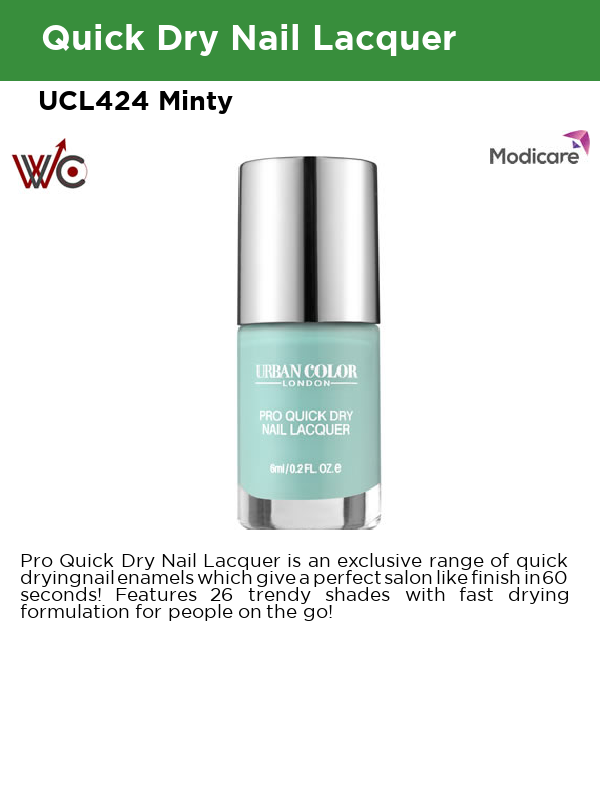 Quick Dry Nail Lacquer
UCL424 Minty
WC
Modicare
URBAN COLOR
LONDON
PRO QUICK DRY
NAIL LACQUER
6ml/0.2 FL. OZ.e
Pro Quick Dry Nail Lacquer is an exclusive range of quick
dryingnail enamels which give a perfect salon like finish in 60
seconds! Features 26 trendy shades with fast drying
formulation for people on the go!